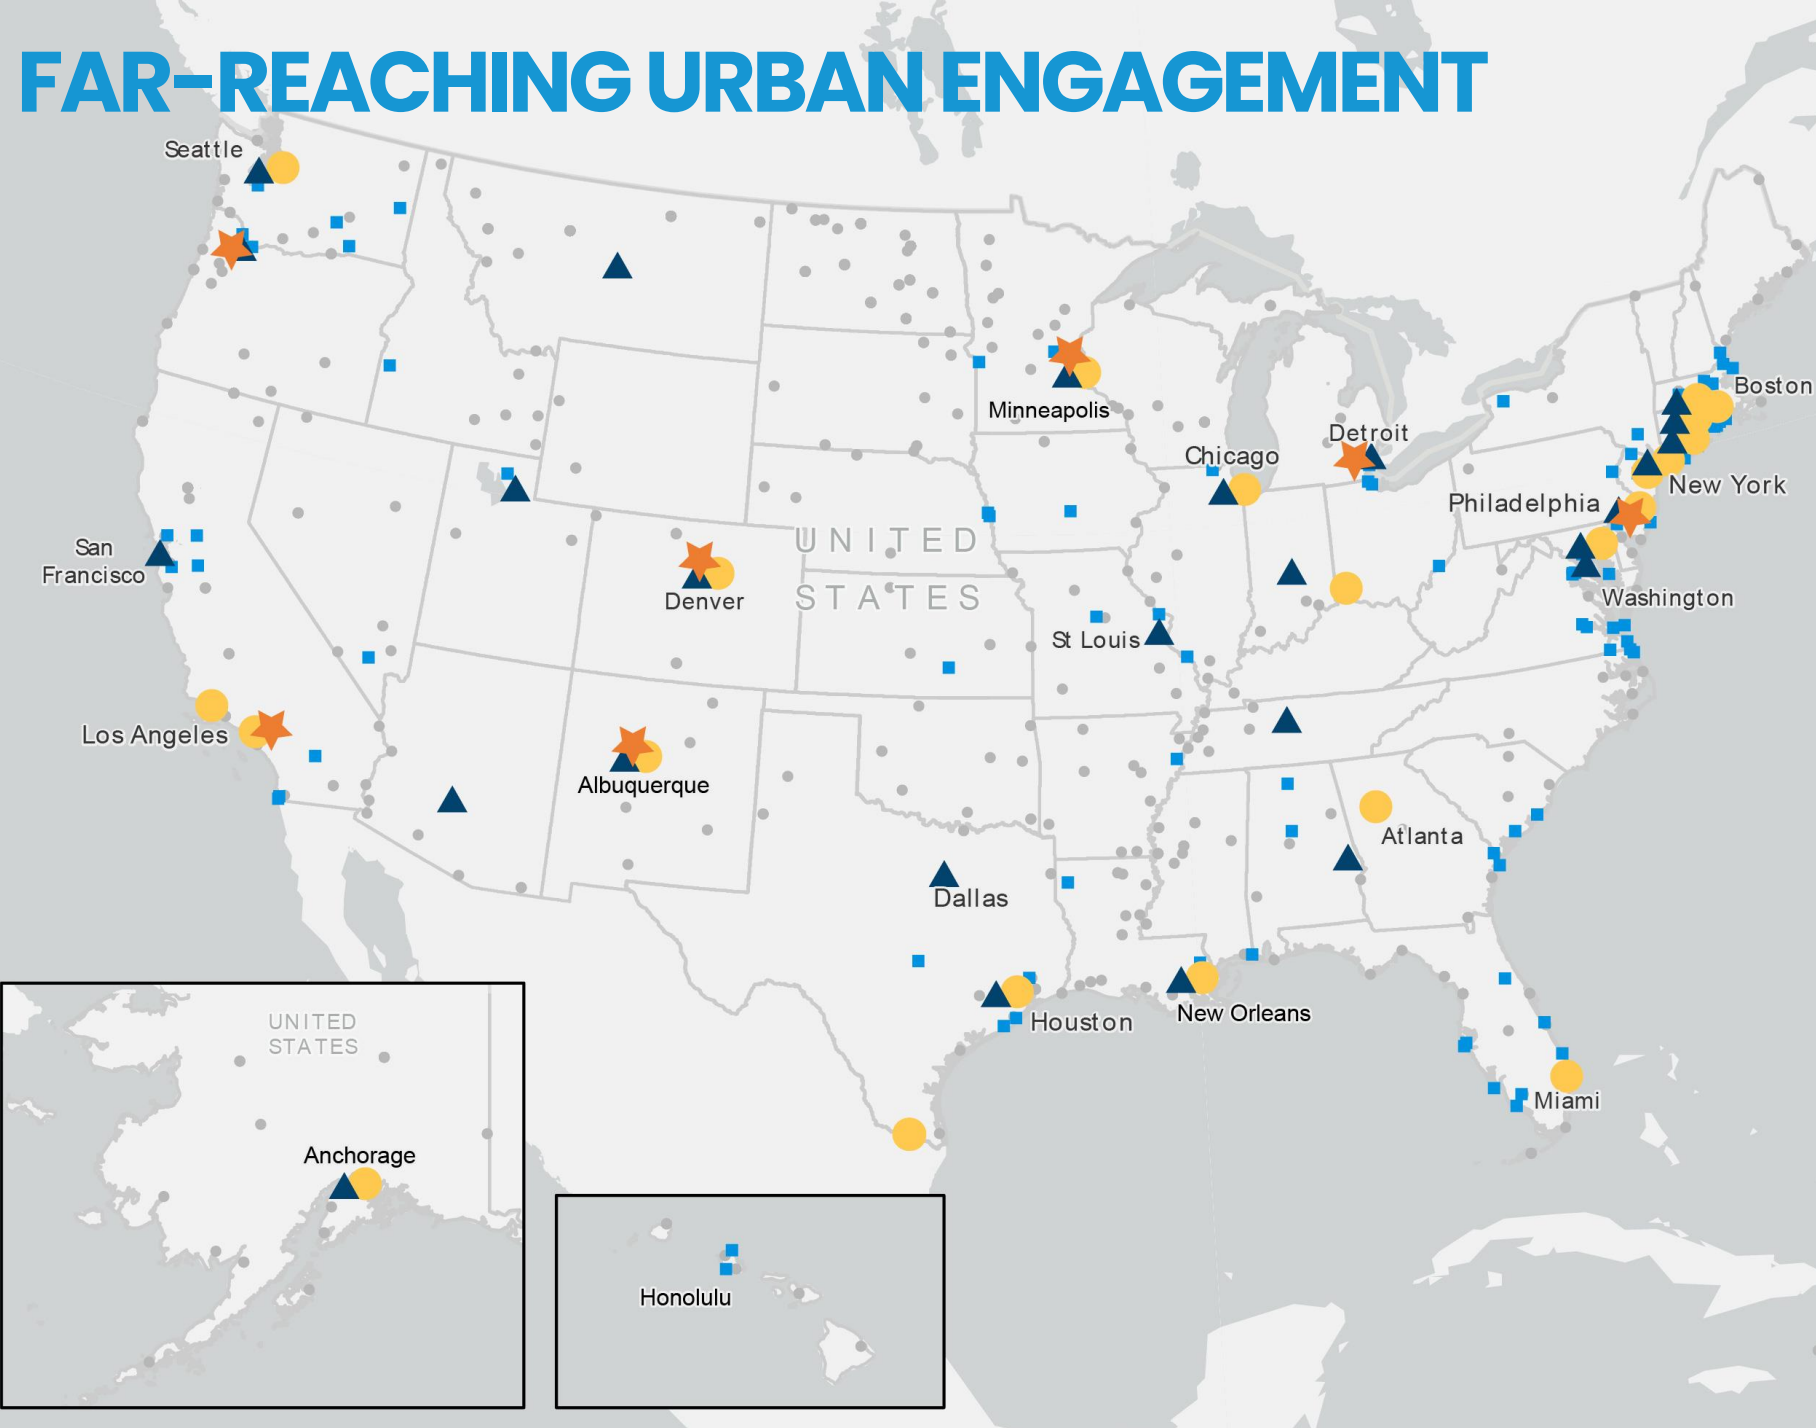 FAR-REACHING URBAN ENGAGEMENT
Seattle
Minneapolis
Boston
Detroit
Chicago
New York
Philadelphia
San
Francisco
UNITED
STATES
Denver
Washington
St Louis
Los Angeles
Albuquerque
Atlanta
Dallas
New Orleans
Houston
Miami
UNITED
STATES
Anchorage
Honolulu